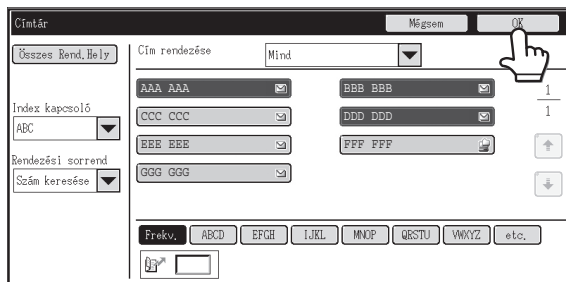 Címtár
Mégsem
OK
Összes Rend.Hely
Cím rendezése
Mind
AAA AAA
BBB BBB
1
1
Index kapcsoló
ABC
CCC CCC
DDD DDD
EEE EEE
FFF FFF
Rendezési sorrend
Szám keresése
GGG GGG
Frekv.
ABCD
EFGH
IJKL
MNOP
QRSTU
VWXYZ
etc.